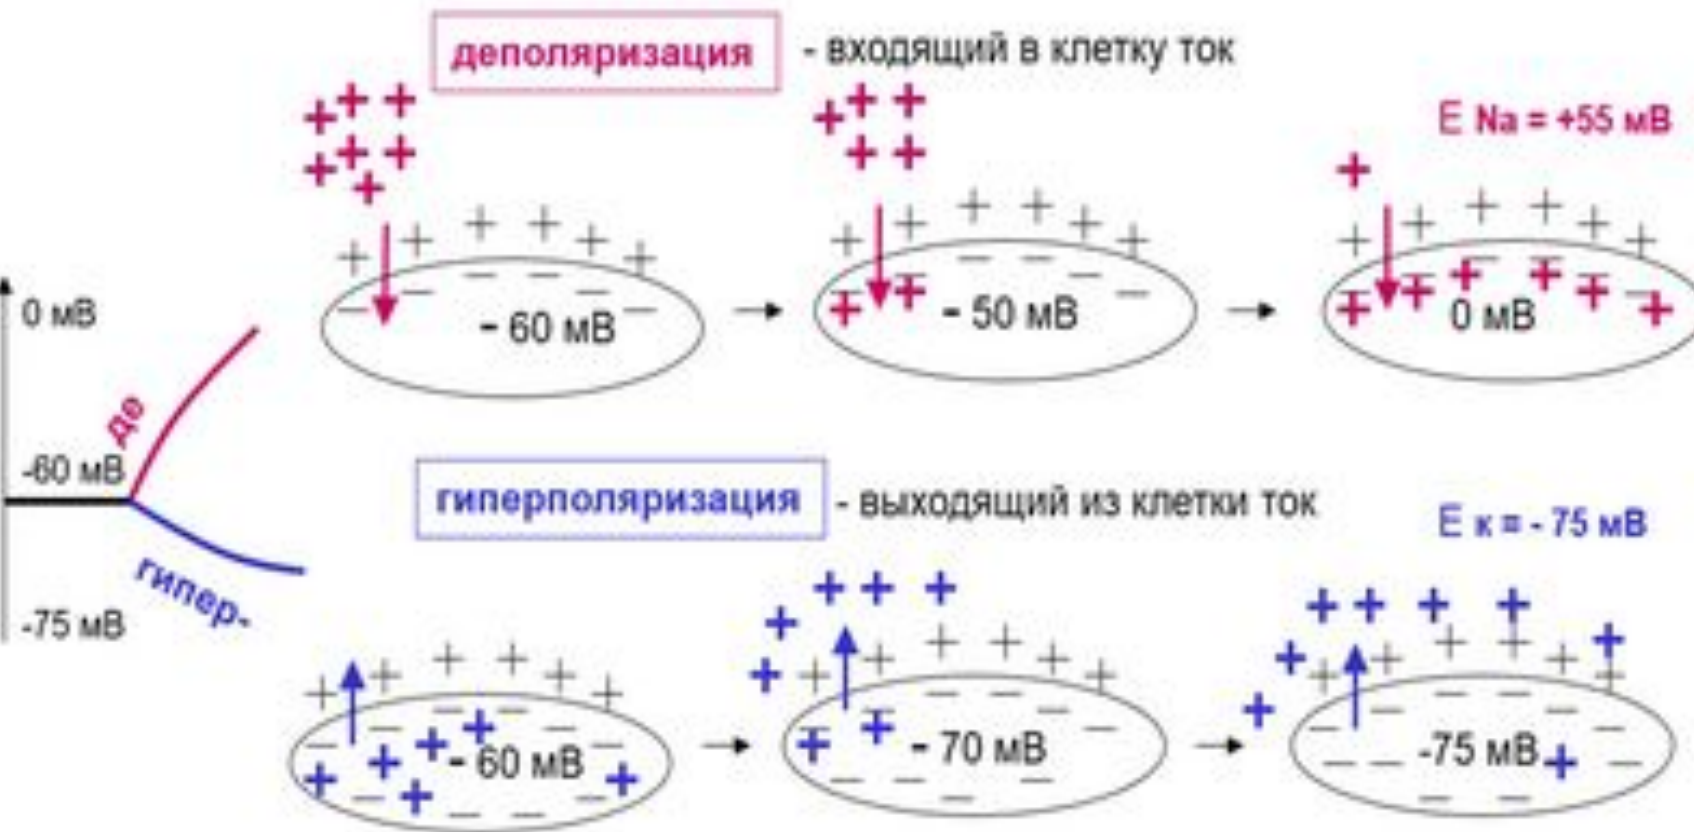 деполяризация - входящий в клетку ток
E Na = +55 мВ
- 60 мВ
- 50 мВ
0 мВ
0 мВ
де
-60 мВ
гипер-
-75 мВ
гиперполяризация - выходящий из клетки ток
E к = - 75 мВ
- 60 мВ
- 70 мВ
-75 мВ